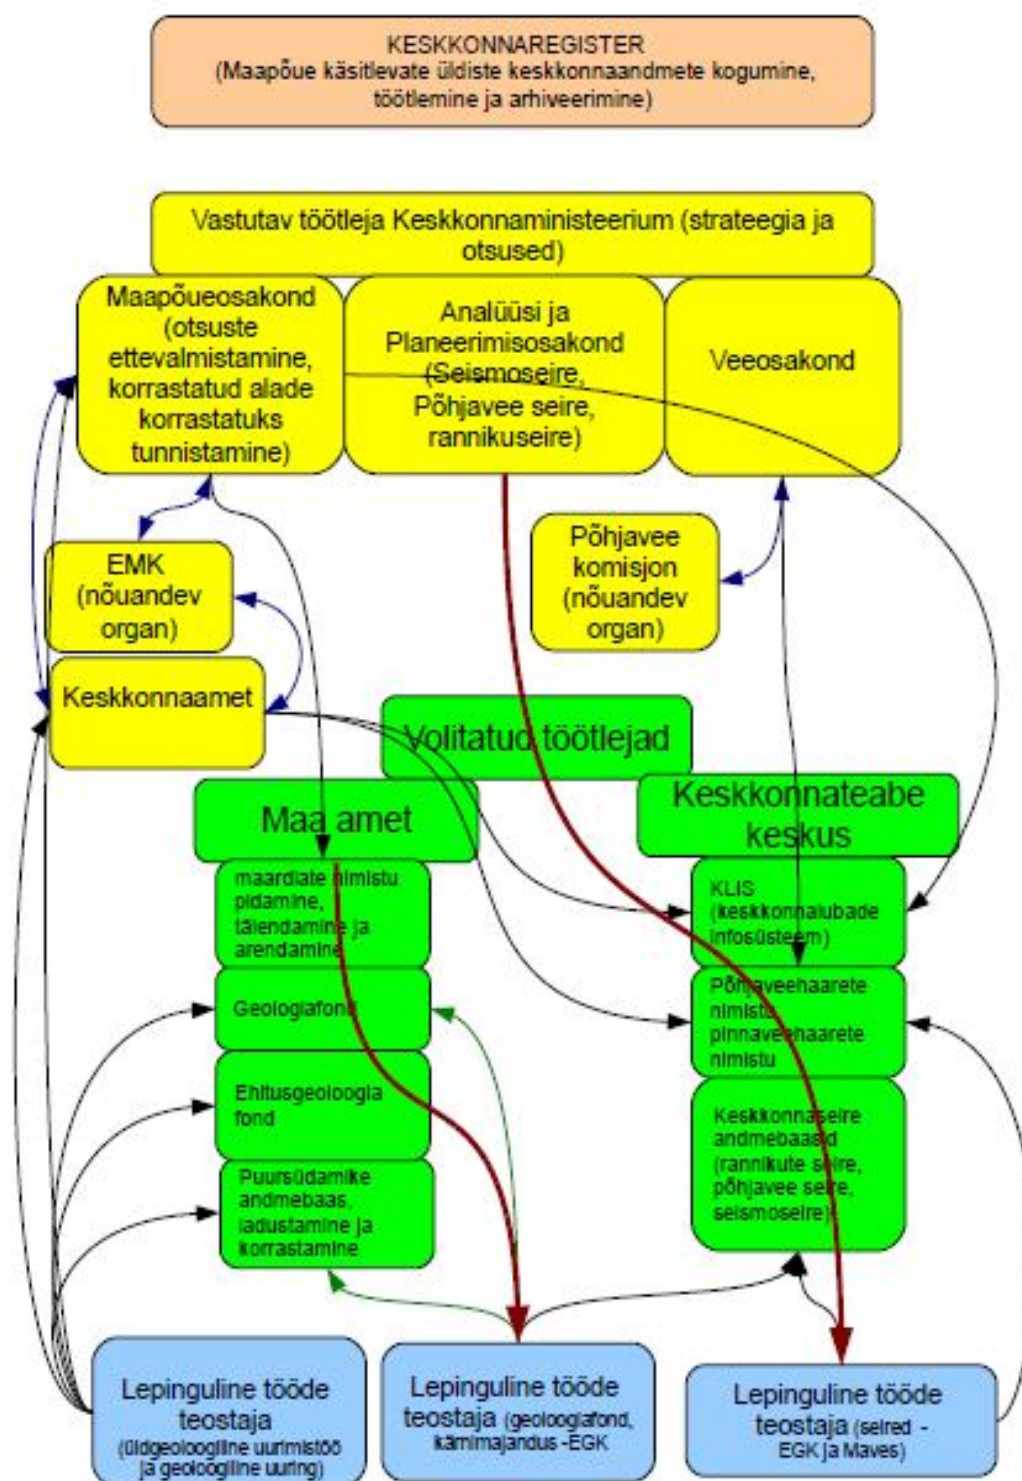 KESKKONNAREGISTER
(Maapõue käsitlevate üldiste keskkonnaandmete kogumine,
töötlemine ja arhiveerimine)
Vastutav töötleja Keskkonnaministeerium (strateegia ja
otsused)
Maapõueosakond
(otsuste
ettevalmistamine,
korrastatud alade
korrastatuks
tunnistamine)
Analüüsi ja
Planeerimisosakond
(Seismoseire,
Põhjavee seire,
rannikuseire)
Veeosakond
EMK
(nõuandev
organ)
Põhjavee
komisjon
(nõuandev
organ)
Keskkonnaamet
Volitatud töötlejad
Maa amet
maardlate nimistu
pidamine,
täiendamine ja
arendamine
Geoloogiafond
Ehitusgeoloogia
fond
Puursüdamike
andmebaas,
ladustamine ja
korrastamine
Keskkonnateabe
keskus
KLIS
(keskkonnalubade
infosüsteem)
Põhjaveehaarete
nimistu,
pinnaveehaarete
nimistu
Keskkonnaseire
andmebaasid
(rannikute seire,
põhjavee seire,
seismoseire)
Lepinguline tööde
teostaja
(üldgeoloogiline uurimistöö
ja geoloogiline uuring)
Lepinguline tööde
teostaja (geoloogiafond,
kärnimajandus -EGK
Lepinguline tööde
teostaja (seired -
EGK ja Maves)